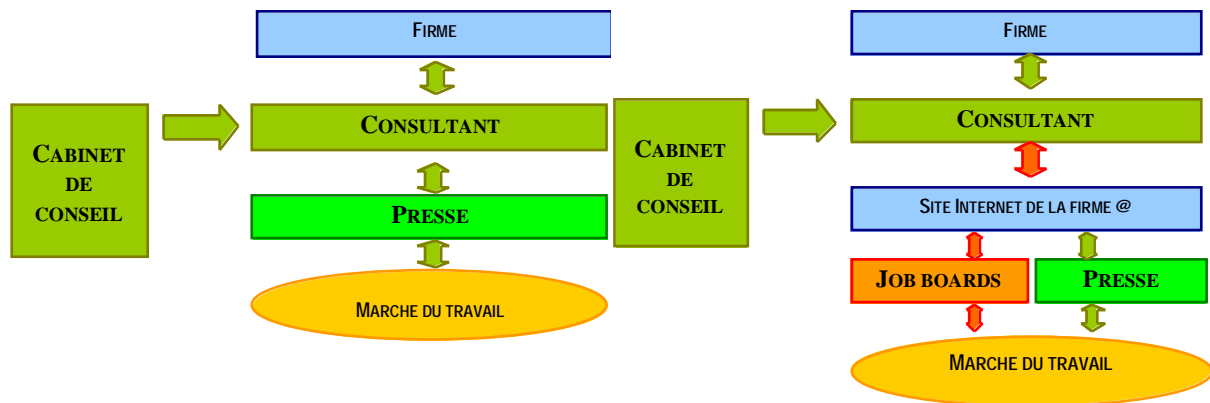 FIRME
CONSULTANT
CABINET
DE
CONSEIL
PRESSE
MARCHE DU TRAVAIL
FIRME
CONSULTANT
CABINET
DE
CONSEIL
SITE INTERNET DE LA FIRME @
JOB BOARDS
PRESSE
MARCHE DU TRAVAIL